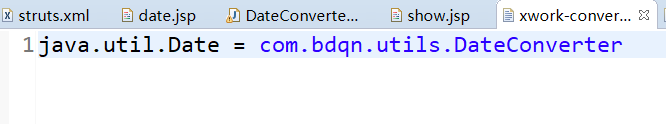 struts.xml date.jsp DateConverte... show.jsp xwork-conver...
1 java.util.Date = com.bdqn.utils.DateConverter